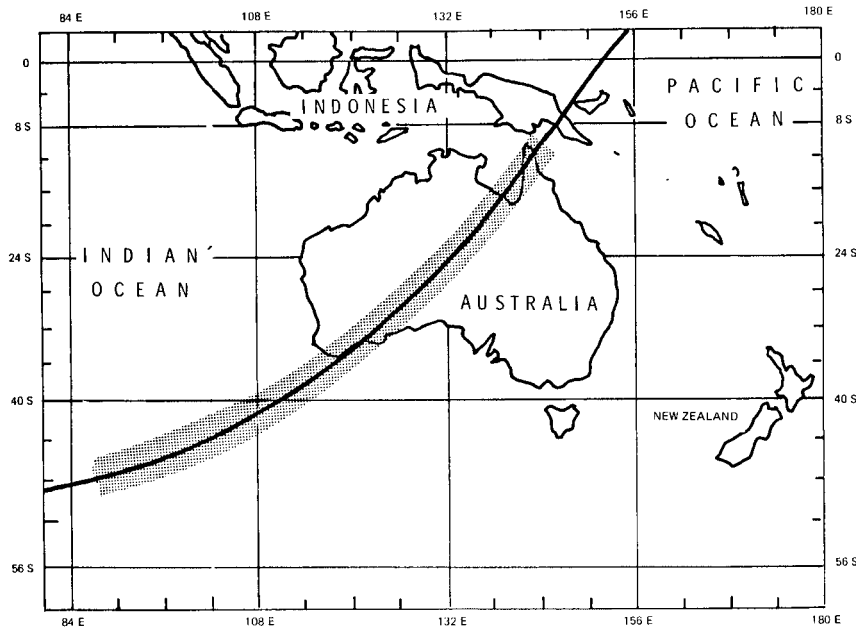 84 E 108 E 132 E 156 E 180 E
0 0
PACIFIC
OCEAN
INDONESIA
8 S 8 S
INDIAN
OCEAN
24 S 24 S
AUSTRALIA
40 S 40 S
NEW ZEALAND
56 S 56 S
84 E 108 E 132 E 156 E 180 E